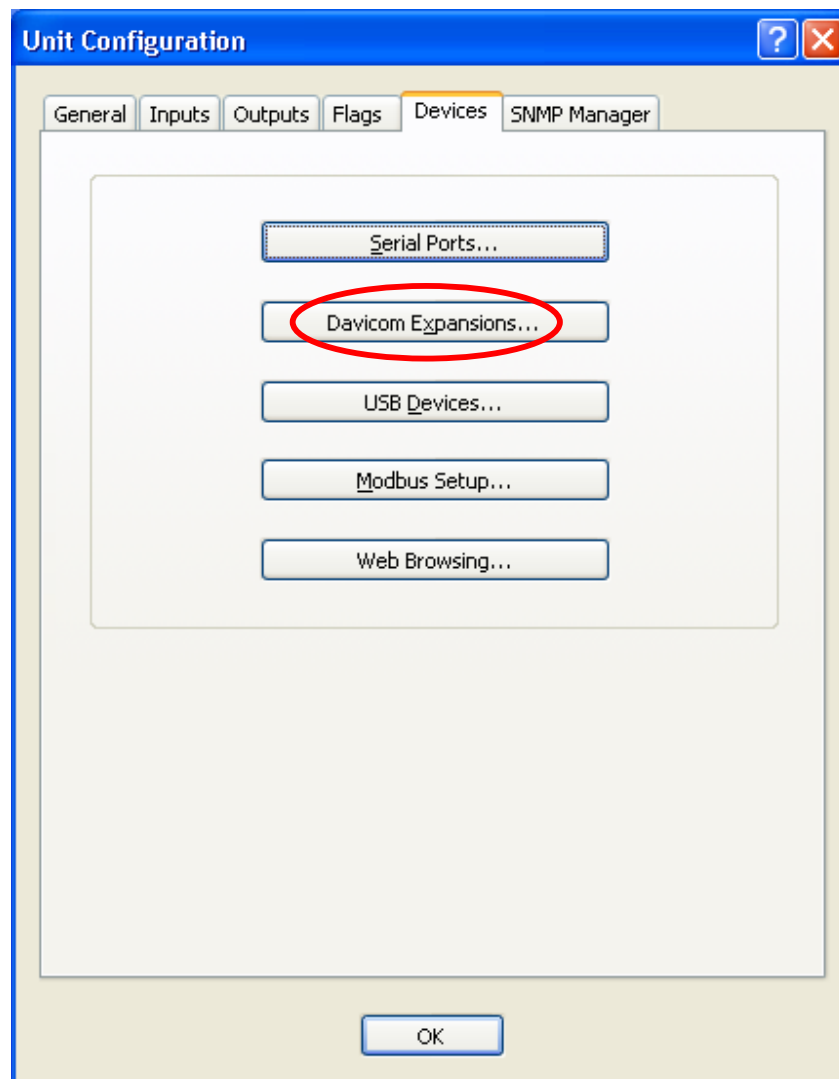 Unit Configuration
?
General Inputs Outputs Flags Devices SNMP Manager
Serial Ports...
Davicom Expansions...
USB Devices...
Modbus Setup...
Web Browsing...
OK